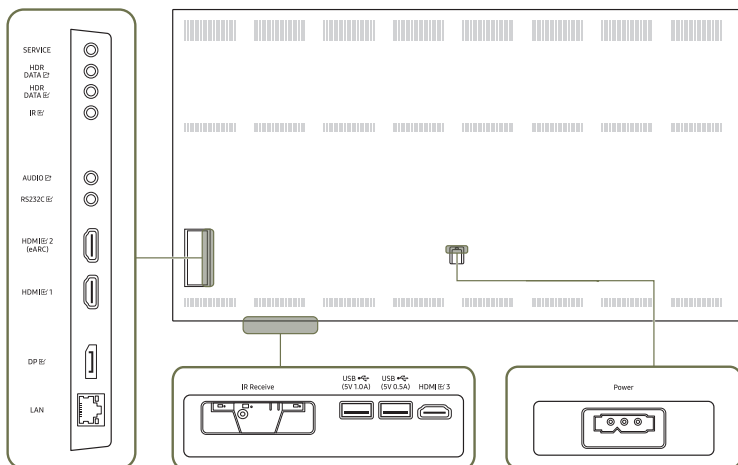 SERVICE
HDR
DATA
HDR
DATA
IR
AUDIO
RS232C
HDMI 2
(eARC)
HDMI 1
DP
LAN
IR Receive
USB
(5V 1.0A)
USB
(5V 0.5A)
HDMI 3
Power